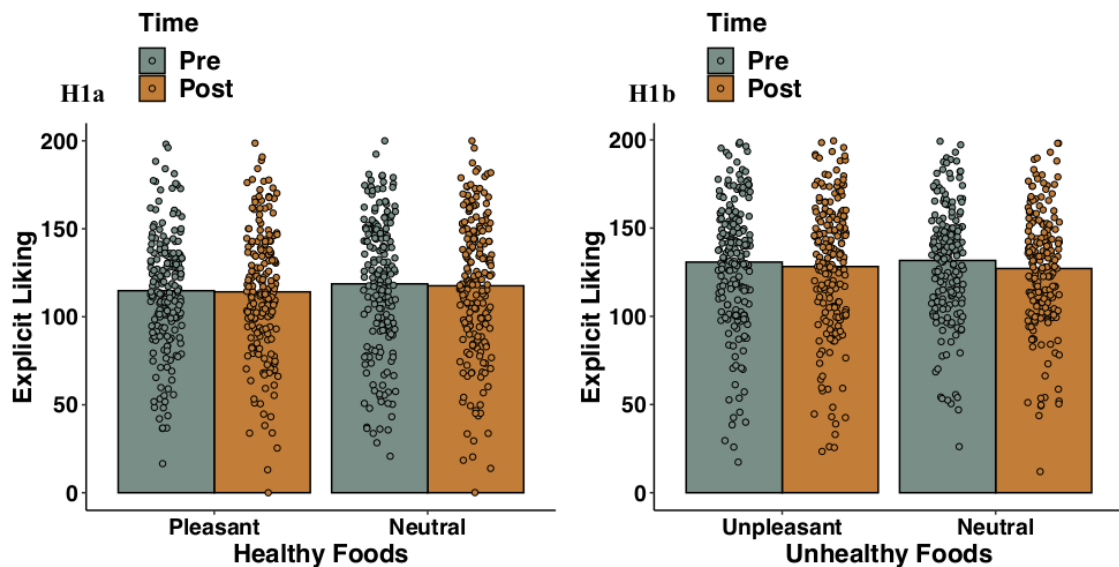 Time
Pre
Post
H1a
200
150
100
50
0
Explicit Liking
Pleasant Neutral
Healthy Foods
Time
Pre
Post
H1b
200
150
100
50
0
Explicit Liking
Unpleasant Neutral
Unhealthy Foods